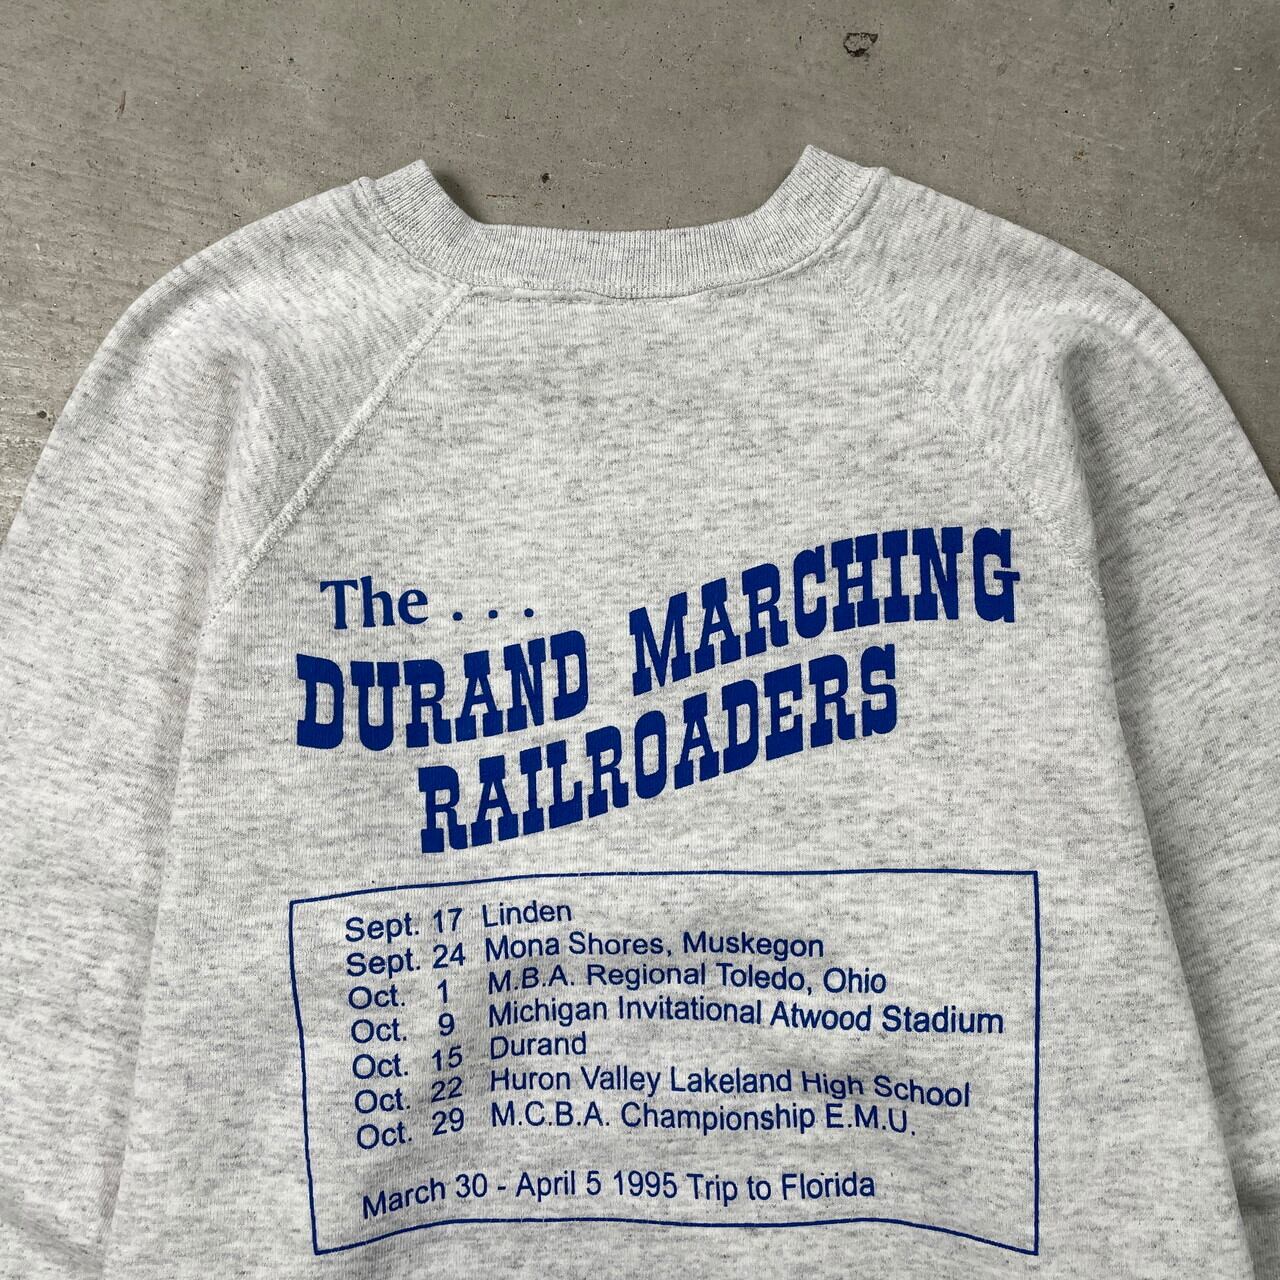 The . . .
DURAND MARCHING
RAILROADERS
Sept. 17 Linden
Sept. 24 Mona Shores, Muskegon
Oct. 1 M.B.A. Regional Toledo, Ohio
Oct. 9 Michigan Invitational Atwood Stadium
Oct. 15 Durand
Oct. 22 Huron Valley Lakeland High School
Oct. 29 M.C.B.A. Championship E.M.U.
March 30 - April 5 1995 Trip to Florida